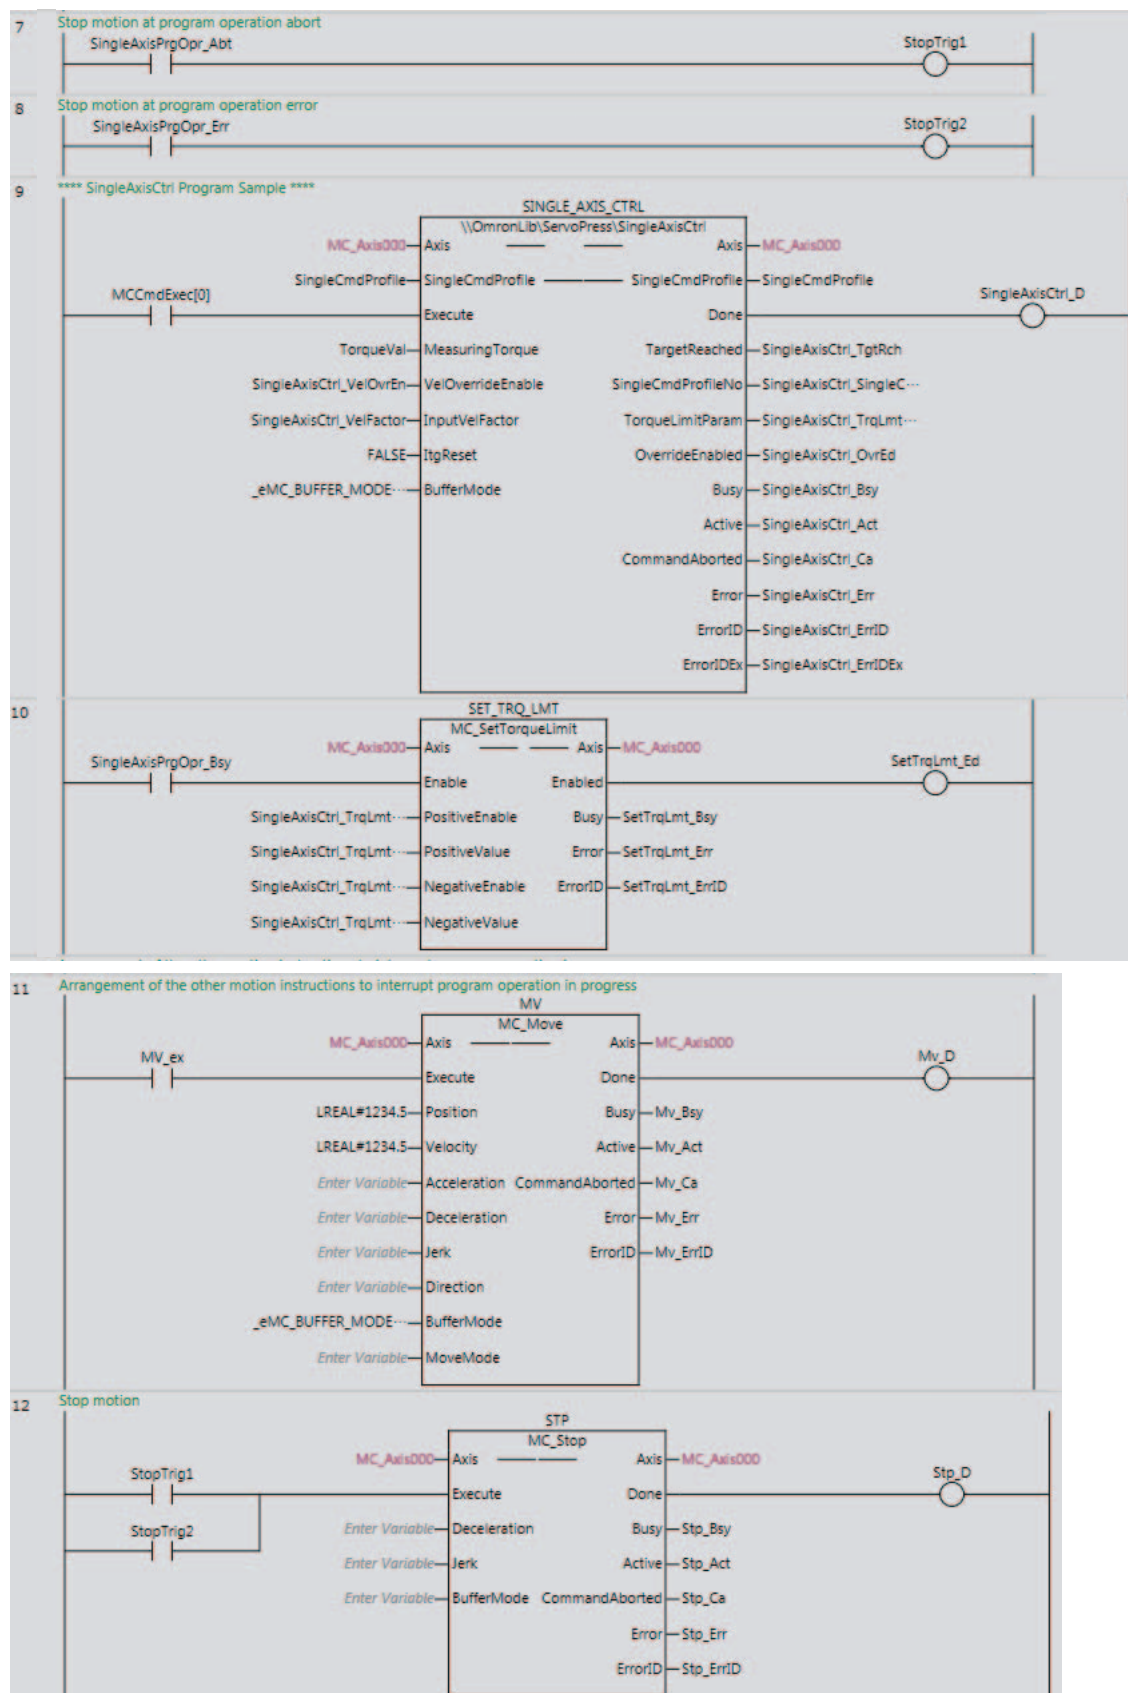 7
Stop motion at program operation abort
SingleAxisPrgOpr_Abt StopTrig1
8
Stop motion at program operation error
SingleAxisPrgOpr_Err StopTrig2
9
**** SingleAxisCtrl Program Sample ****
SINGLE_AXIS_CTRL
\\OmronLib\ServoPress\SingleAxisCtrl
MC_Axis000 Axis Axis MC_Axis000
SingleCmdProfile SingleCmdProfile SingleCmdProfile SingleCmdProfile
MCCmdExec[0] Execute Done SingleAxisCtrl_D
TorqueVal MeasuringTorque TargetReached SingleAxisCtrl_TgtRch
SingleAxisCtrl_VelOvrEn VelOverrideEnable SingleCmdProfileNo SingleAxisCtrl_SingleC···
SingleAxisCtrl_VelFactor InputVelFactor TorqueLimitParam SingleAxisCtrl_TrqLmt···
FALSE ItgReset OverrideEnabled SingleAxisCtrl_OvrEd
_eMC_BUFFER_MODE··· BufferMode Busy SingleAxisCtrl_Bsy
Active SingleAxisCtrl_Act
CommandAborted SingleAxisCtrl_Ca
Error SingleAxisCtrl_Err
ErrorID SingleAxisCtrl_ErrID
ErrorIDEx SingleAxisCtrl_ErrIDEx
10
SET_TRQ_LMT
MC_SetTorqueLimit
MC_Axis000 Axis Axis MC_Axis000
SingleAxisPrgOpr_Bsy Enable Enabled SetTrqLmt_Ed
SingleAxisCtrl_TrqLmt··· PositiveEnable Busy SetTrqLmt_Bsy
SingleAxisCtrl_TrqLmt··· PositiveValue Error SetTrqLmt_Err
SingleAxisCtrl_TrqLmt··· NegativeEnable ErrorID SetTrqLmt_ErrID
SingleAxisCtrl_TrqLmt··· NegativeValue
11
Arrangement of the other motion instructions to interrupt program operation in progress
MV
MC_Move
MC_Axis000 Axis Axis MC_Axis000
MV_ex Execute Done Mv_D
LREAL#1234.5 Position Busy Mv_Bsy
LREAL#1234.5 Velocity Active Mv_Act
Enter Variable Acceleration CommandAborted Mv_Ca
Enter Variable Deceleration Error Mv_Err
Enter Variable Jerk ErrorID Mv_ErrID
Enter Variable Direction
_eMC_BUFFER_MODE··· BufferMode
Enter Variable MoveMode
12
Stop motion
STP
MC_Stop
MC_Axis000 Axis Axis MC_Axis000
StopTrig1 Execute Done Stp_D
StopTrig2 Enter Variable Deceleration Busy Stp_Bsy
Enter Variable Jerk Active Stp_Act
Enter Variable BufferMode CommandAborted Stp_Ca
Error Stp_Err
ErrorID Stp_ErrID